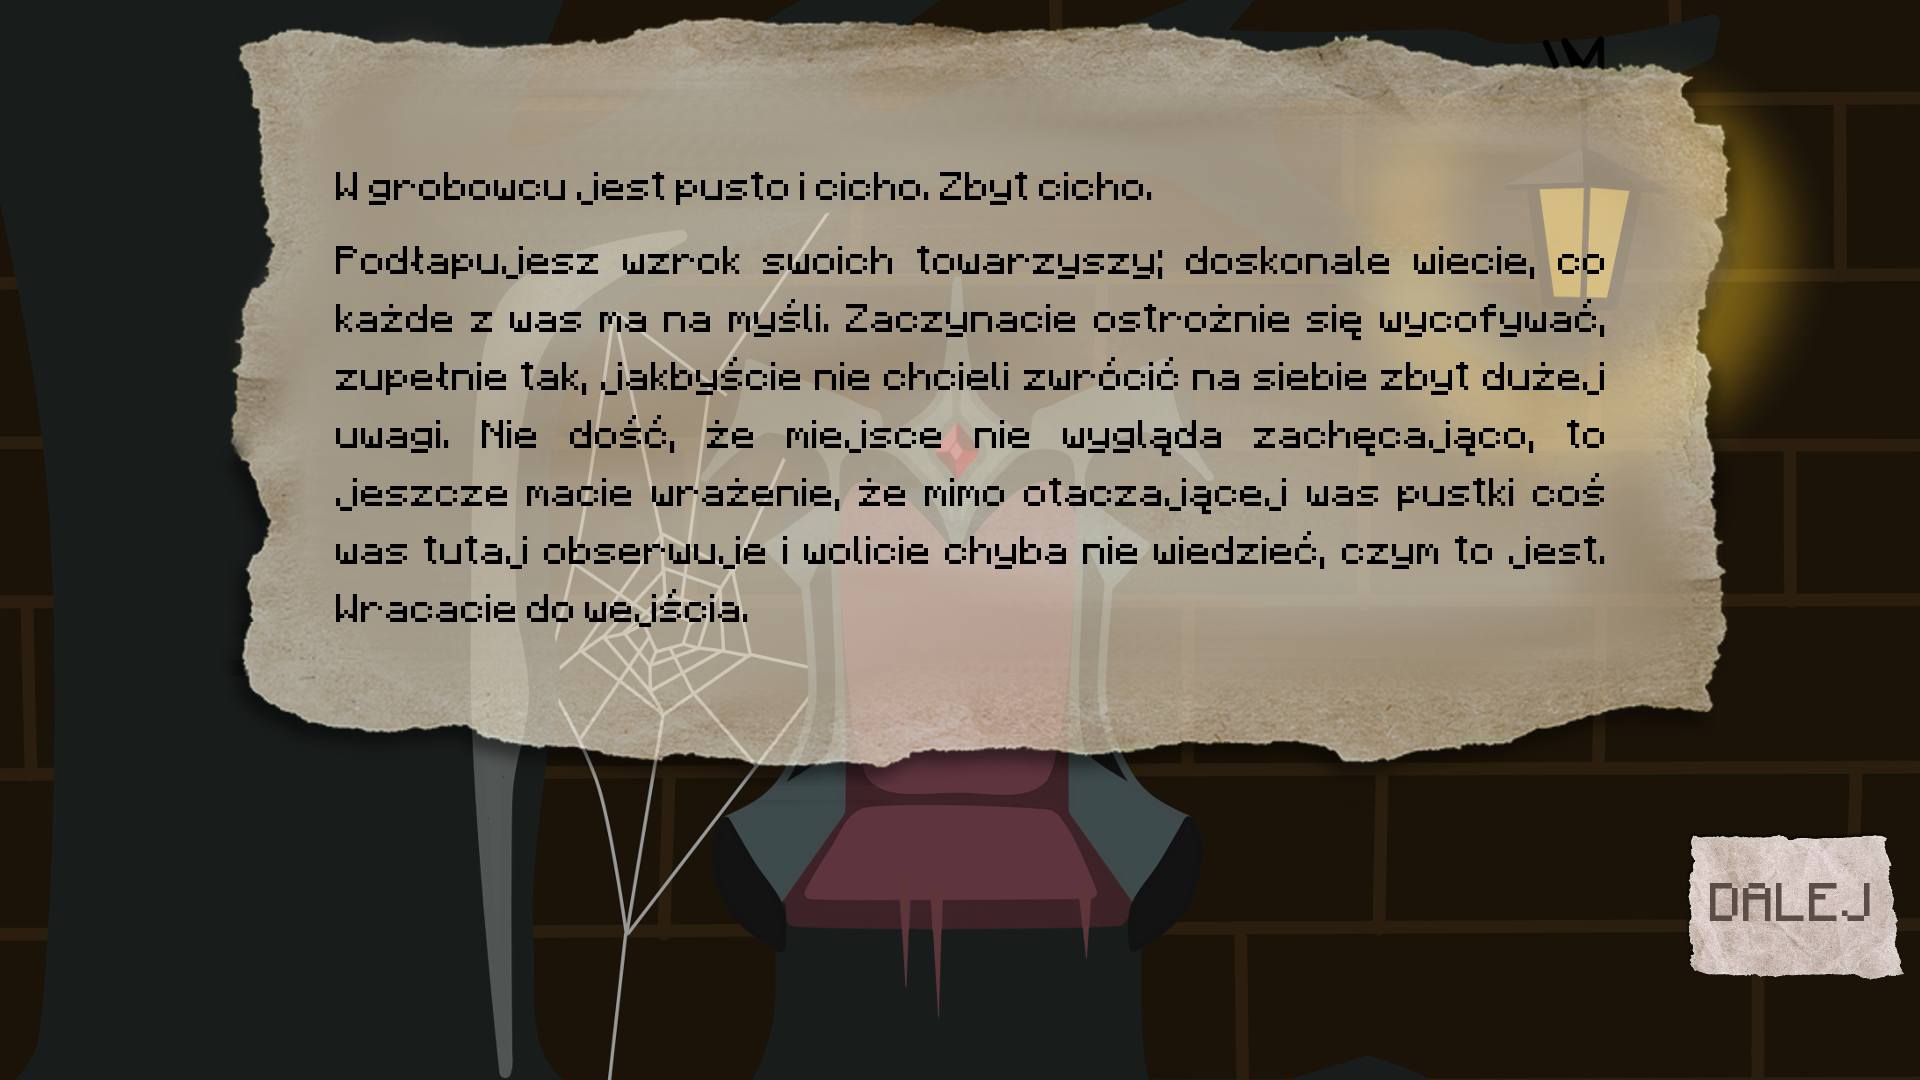 W grobowcu jest pusto i cicho. Zbyt cicho.
Podłapujesz wzrok swoich towarzyszy; doskonale wiecie, co
każde z was ma na myśli. Zaczynacie ostrożnie się wycofywać,
zupełnie tak, jakbyście nie chcieli zwrócić na siebie zbyt dużej
uwagi. Nie dość, że miejsce nie wygląda zachęcająco, to
jeszcze macie wrażenie, że mimo otaczającej was pustki coś
was tutaj obserwuje i wolicie chyba nie wiedzieć, czym to jest.
Wracacie do wejścia.
DALEJ